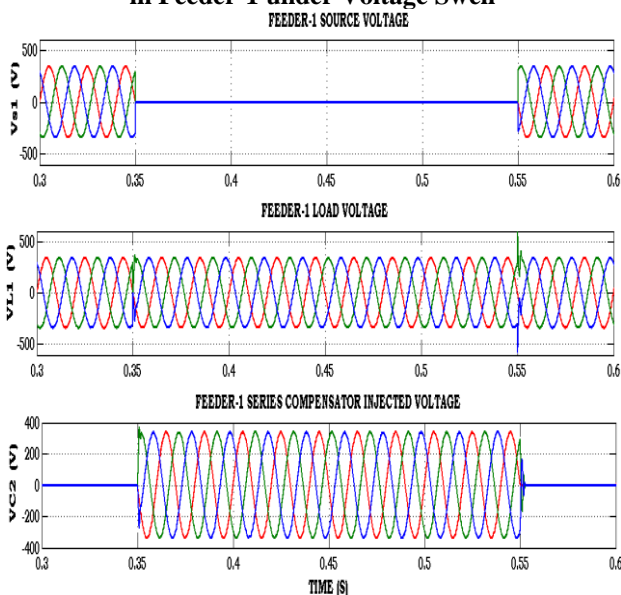 in Feeder-1 under Voltage Swell
FEEDER-1 SOURCE VOLTAGE
Vs1 (V)
500
0
-500
0.3 0.35 0.4 0.45 0.5 0.55 0.6
FEEDER-1 LOAD VOLTAGE
VL1 (V)
500
0
-500
0.3 0.35 0.4 0.45 0.5 0.55 0.6
FEEDER-1 SERIES COMPENSATOR INJECTED VOLTAGE
VC2 (V)
400
200
0
-200
-400
0.3 0.35 0.4 0.45 0.5 0.55 0.6
TIME (S)